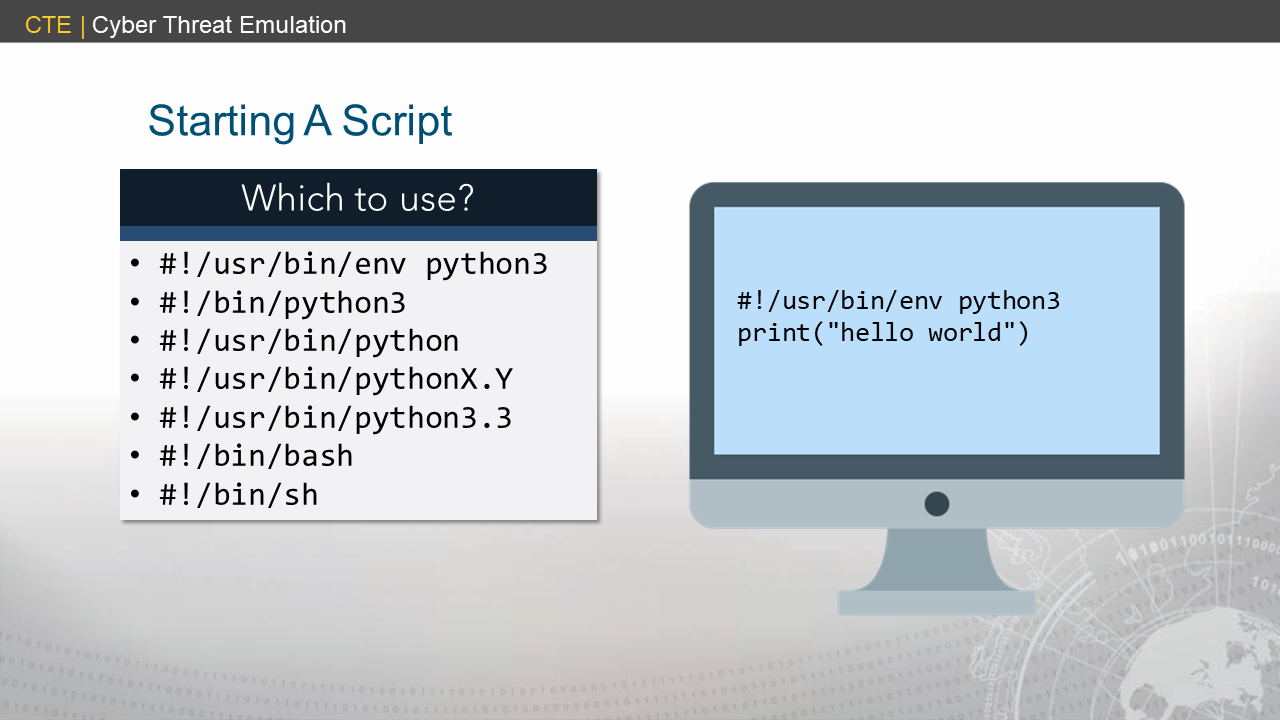 CTE | Cyber Threat Emulation
Starting A Script
Which to use?
• #!/usr/bin/env python3
• #!/bin/python3
• #!/usr/bin/python
• #!/usr/bin/pythonX.Y
• #!/usr/bin/python3.3
• #!/bin/bash
• #!/bin/sh
#!/usr/bin/env python3
print("hello world")